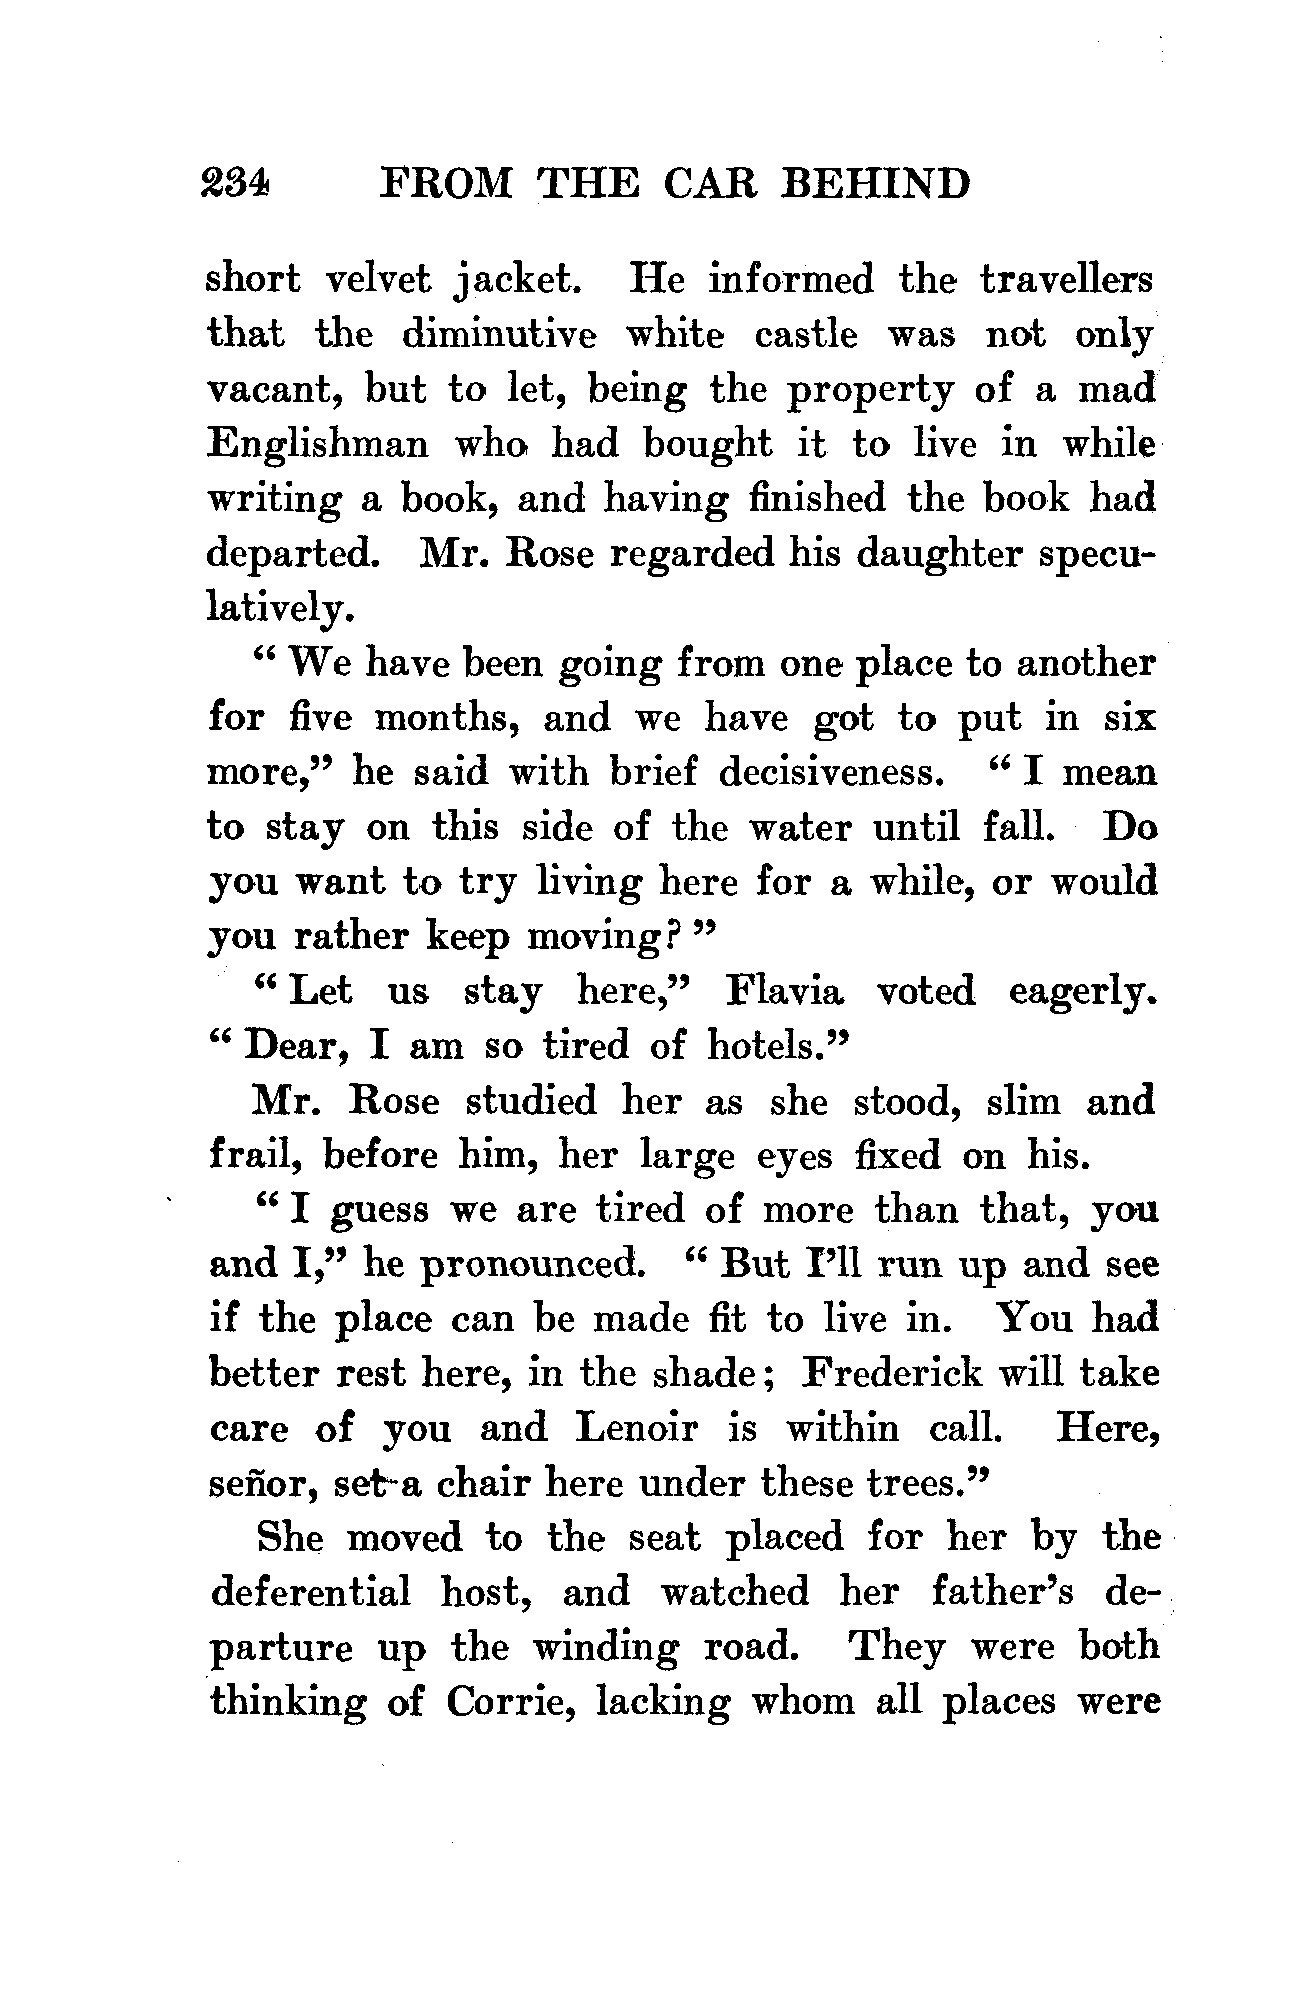 234 FROM THE CAR BEHIND
short velvet jacket. He informed the travellers
that the diminutive white castle was not only
vacant, but to let, being the property of a mad
Englishman who had bought it to live in while
writing a book, and having finished the book had
departed. Mr. Rose regarded his daughter specu-
latively.
“ We have been going from one place to another
for five months, and we have got to put in six
more,” he said with brief decisiveness. “ I mean
to stay on this side of the water until fall. Do
you want to try living here for a while, or would
you rather keep moving? ”
“ Let us stay here,” Flavia voted eagerly.
“ Dear, I am so tired of hotels.”
Mr. Rose studied her as she stood, slim and
frail, before him, her large eyes fixed on his.
“ I guess we are tired of more than that, you
and I,” he pronounced. “ But I’ll run up and see
if the place can be made fit to live in. You had
better rest here, in the shade; Frederick will take
care of you and Lenoir is within call. Here,
señor, set a chair here under these trees.”
She moved to the seat placed for her by the
deferential host, and watched her father’s de-
parture up the winding road. They were both
thinking of Corrie, lacking whom all places were